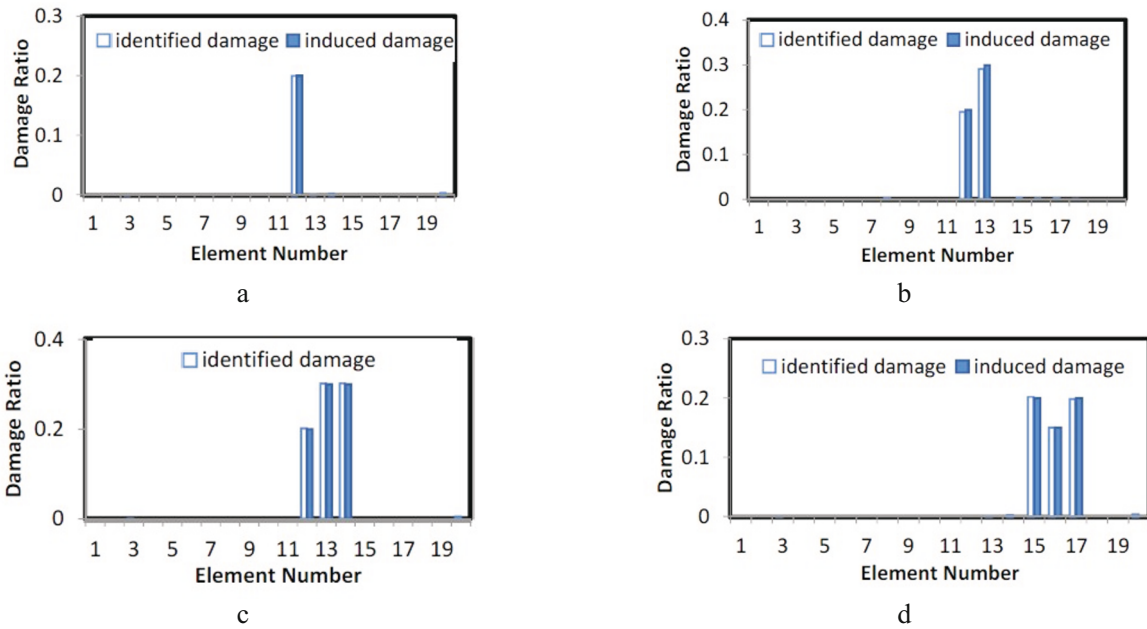 0.3
identified damage induced damage
0.2
0.1
0
Damage Ratio
1 3 5 7 9 11 13 15 17 19
Element Number
a
0.4
identified damage induced damage
0.3
0.2
0.1
0
Damage Ratio
1 3 5 7 9 11 13 15 17 19
Element Number
b
0.4
identified damage
0.2
0
Damage Ratio
1 3 5 7 9 11 13 15 17 19
Element Number
c
0.3
identified damage induced damage
0.2
0.1
0
Damage Ratio
1 3 5 7 9 11 13 15 17 19
Element Number
d